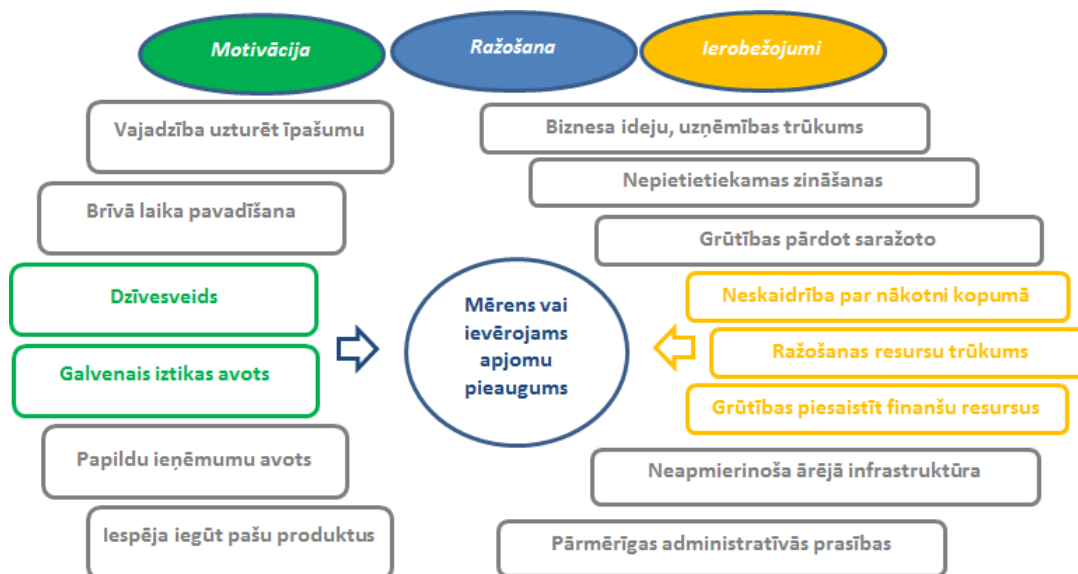 Motivācija
Ražošana
Ierobežojumi
Vajadzība uzturēt īpašumu
Brīvā laika pavadīšana
Dzīvesveids
Galvenais iztikas avots
Papildu ieņēmumu avots
Iespēja iegūt pašu produktus
Mērens vai
ievērojams
apjomu
pieaugums
Biznesa ideju, uzņēmības trūkums
Nepietietiekamas zināšanas
Grūtības pārdot saražoto
Neskaidrība par nākotni kopumā
Ražošanas resursu trūkums
Grūtības piesaistīt finanšu resursus
Neapmierinoša ārējā infrastruktūra
Pārmērīgas administratīvās prasības